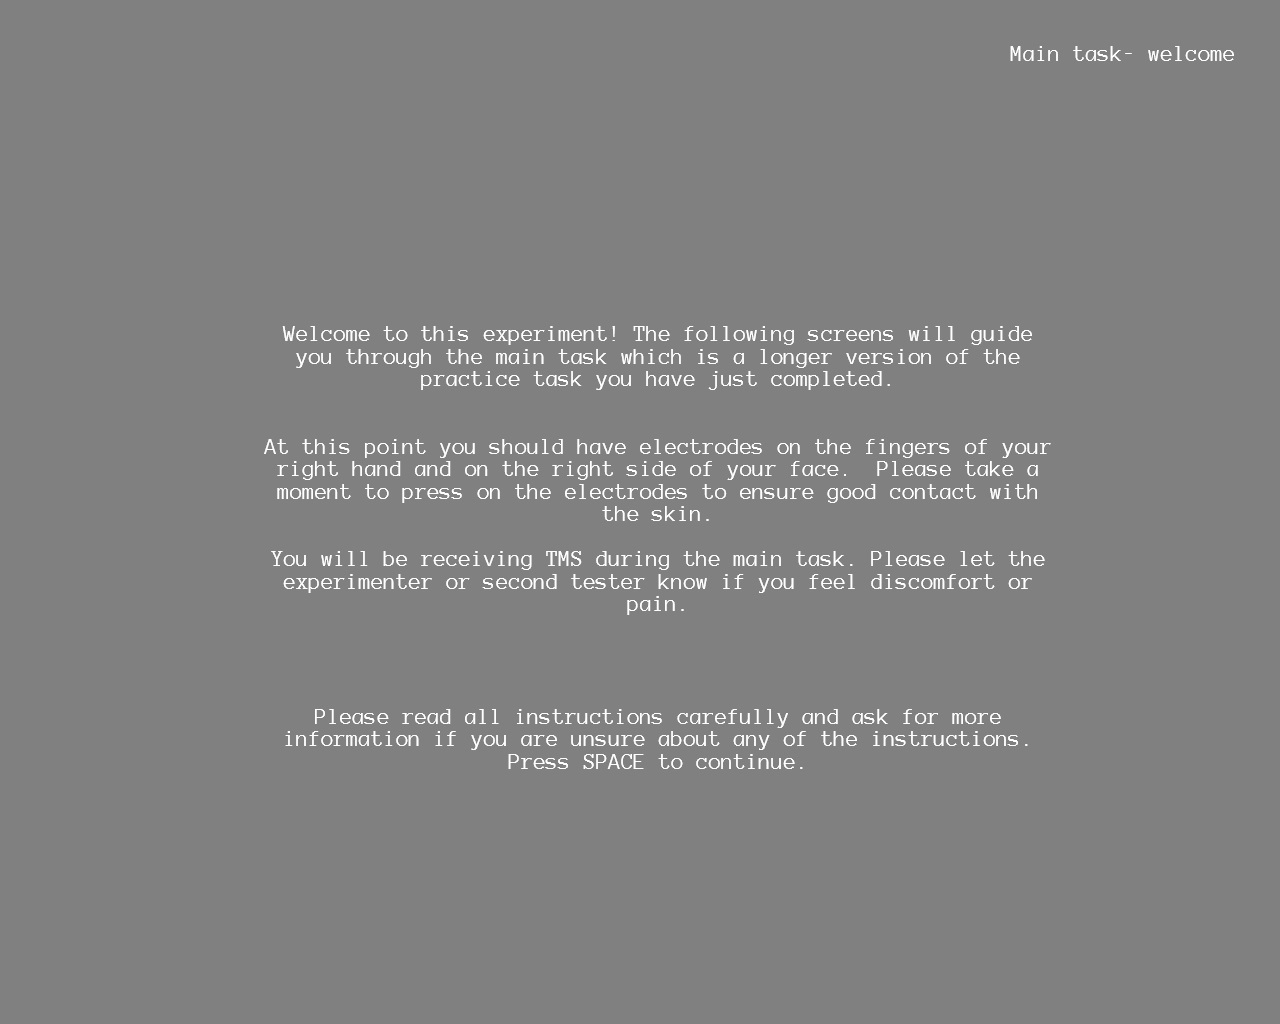 Main task- welcome
Welcome to this experiment! The following screens will guide
you through the main task which is a longer version of the
practice task you have just completed.
At this point you should have electrodes on the fingers of your
right hand and on the right side of your face.  Please take a
moment to press on the electrodes to ensure good contact with
the skin.
You will be receiving TMS during the main task. Please let the
experimenter or second tester know if you feel discomfort or
pain.
Please read all instructions carefully and ask for more
information if you are unsure about any of the instructions.
Press SPACE to continue.